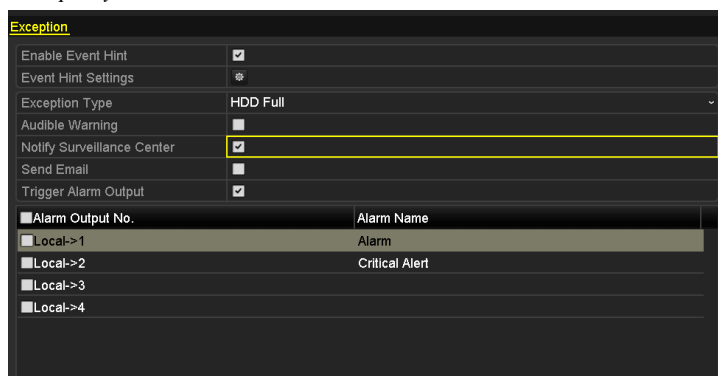 Exception
Enable Event Hint
Event Hint Settings
Exception Type HDD Full
Audible Warning
Notify Surveillance Center
Send Email
Trigger Alarm Output
Alarm Output No. Alarm Name
Local->1 Alarm
Local->2 Critical Alert
Local->3
Local->4